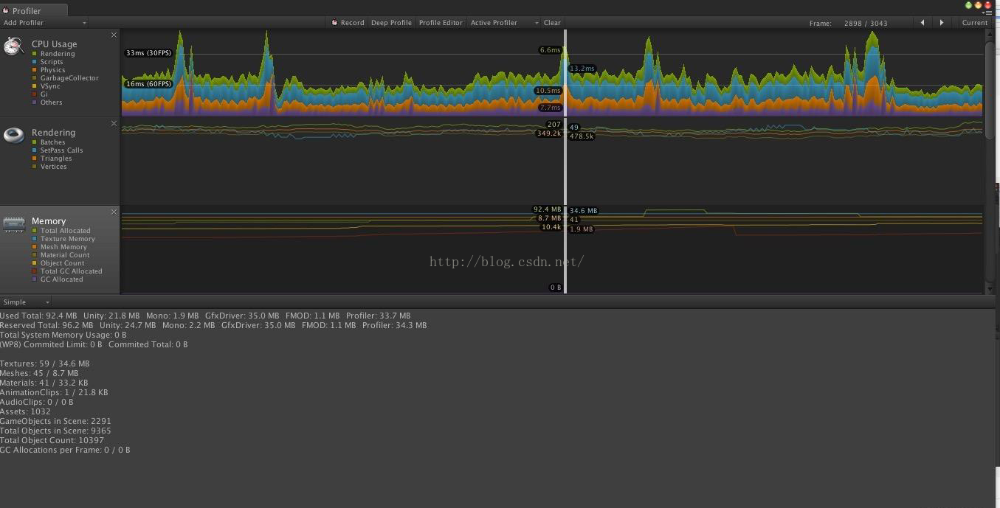 Profiler
Add Profiler
Record Deep Profile Profile Editor Active Profiler Clear
Frame: 2898 / 3043 Current
CPU Usage
Rendering
Scripts
Physics
GarbageCollector
VSync
Gi
Others
33ms (30FPS)
16ms (60FPS)
6.6ms
13.2ms
10.5ms
7.7ms
Rendering
Batches
SetPass Calls
Triangles
Vertices
207
49
349.2k
478.5k
Memory
Total Allocated
Texture Memory
Mesh Memory
Material Count
Object Count
Total GC Allocated
GC Allocated
92.4 MB
34.6 MB
8.7 MB
41
10.4k
1.9 MB
http://blog.csdn.net/
0 B
Simple
Used Total: 92.4 MB Unity: 21.8 MB Mono: 1.9 MB GfxDriver: 35.0 MB FMOD: 1.1 MB Profiler: 33.7 MB
Reserved Total: 96.2 MB Unity: 24.7 MB Mono: 2.2 MB GfxDriver: 35.0 MB FMOD: 1.1 MB Profiler: 34.3 MB
Total System Memory Usage: 0 B
(WP8) Commited Limit: 0 B Commited Total: 0 B
Textures: 59 / 34.6 MB
Meshes: 45 / 8.7 MB
Materials: 41 / 33.2 KB
AnimationClips: 1 / 21.8 KB
AudioClips: 0 / 0 B
Assets: 1032
GameObjects in Scene: 2291
Total Objects in Scene: 9365
Total Object Count: 10397
GC Allocations per Frame: 0 / 0 B